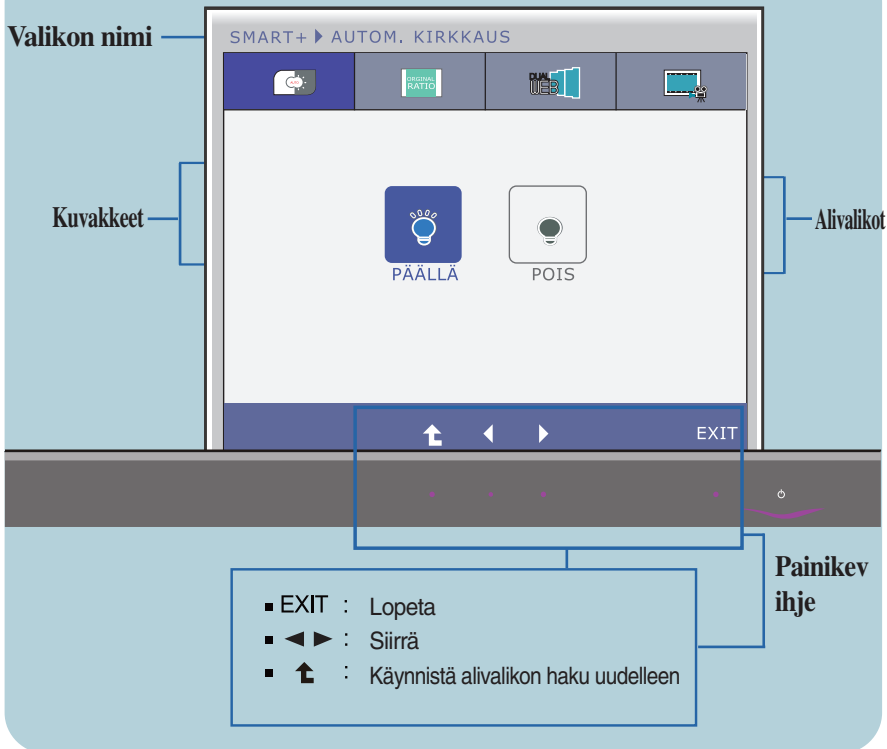 Valikon nimi
SMART+ ▶ AUTOM. KIRKKAUS
AUTO
ORIGINAL
RATIO
DUAL
WEB
Kuvakkeet
Alivalikot
PÄÄLLÄ
POIS
EXIT
Painikev
ihje
▪ EXIT : Lopeta
▪ ◀ ▶ : Siirrä
▪ ⮤ : Käynnistä alivalikon haku uudelleen